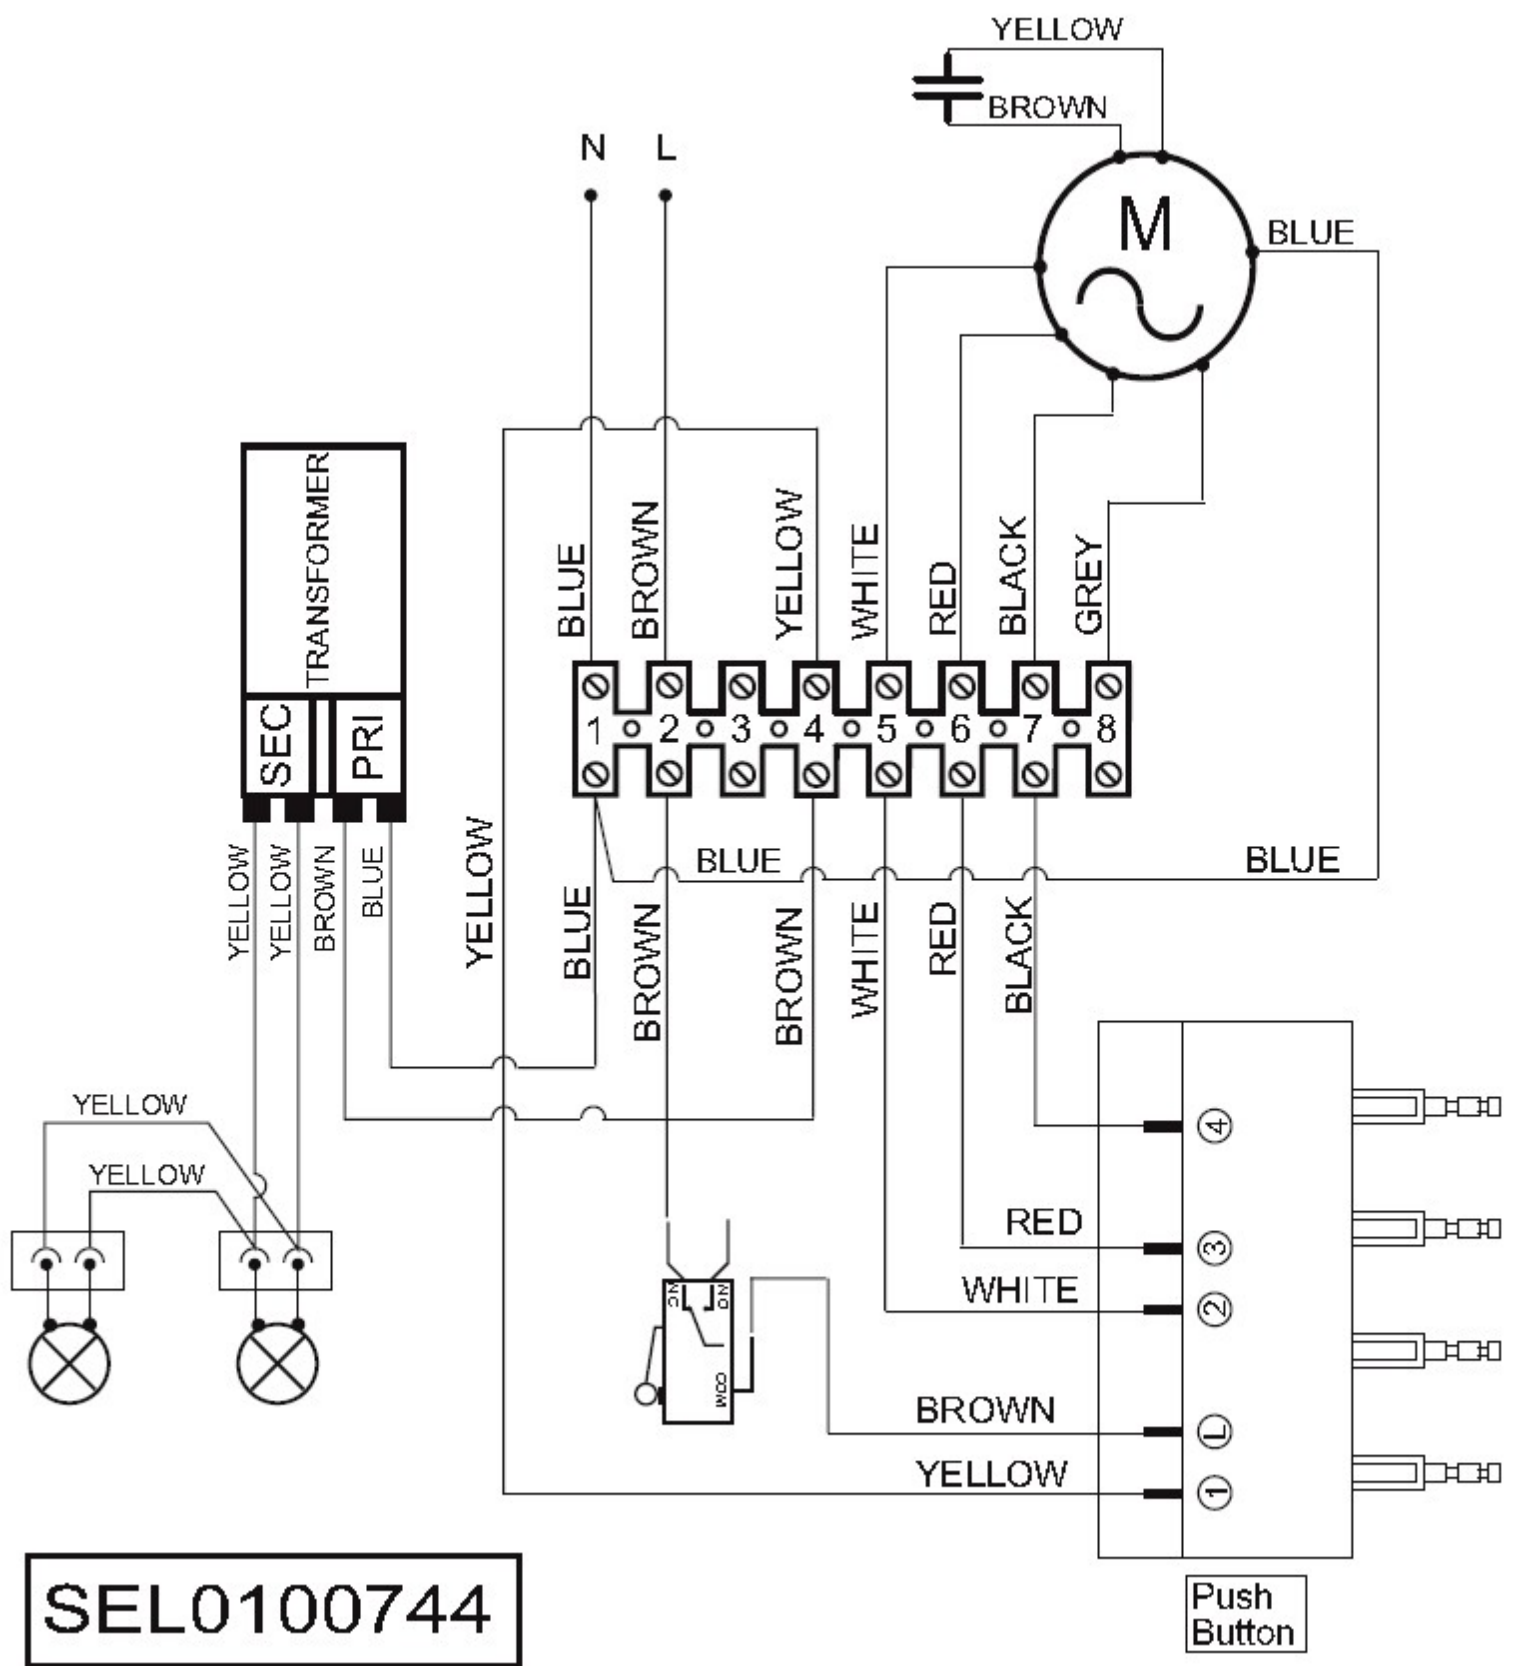 YELLOW
BROWN
N L
M
BLUE
TRANSFORMER
SEC
PRI
BLUE
BROWN
YELLOW
WHITE
RED
BLACK
GREY
1 2 3 4 5 6 7 8
YELLOW
YELLOW
BROWN
BLUE
YELLOW
BLUE
BLUE
BLUE
BROWN
BROWN
WHITE
RED
BLACK
YELLOW
YELLOW
4
RED
3
WHITE
2
NC
NO
COM
BROWN
L
YELLOW
1
SEL0100744
Push
Button